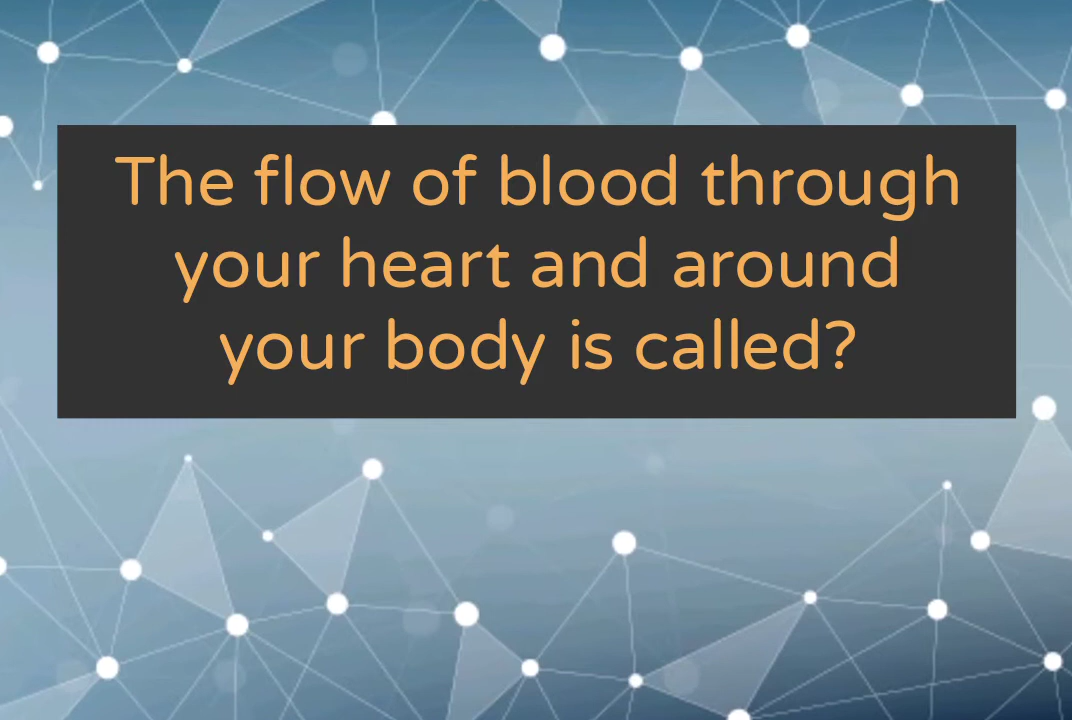 The flow of blood through
your heart and around
your body is called?